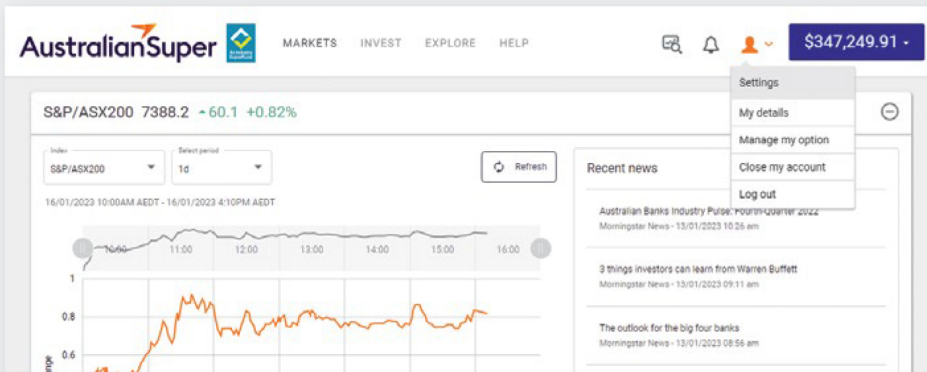 AustralianSuper
An Industry
SuperFund
MARKETS INVEST EXPLORE HELP
$347,249.91
Settings
My details
Manage my option
Close my account
Log out
S&P/ASX200 7388.2 60.1 +0.82%
Index
S&P/ASX200
Select period
1d
Refresh
16/01/2023 10:00AM AEDT - 16/01/2023 4:10PM AEDT
10:00 11:00 12:00 13:00 14:00 15:00 16:00
1
0.8
0.6
Recent news
Australian Banks Industry Pulse: Fourth-Quarter 2022
Morningstar News - 13/01/2023 10:26 am
3 things investors can learn from Warren Buffett
Morningstar News - 13/01/2023 09:11 am
The outlook for the big four banks
Morningstar News - 13/01/2023 08:56 am